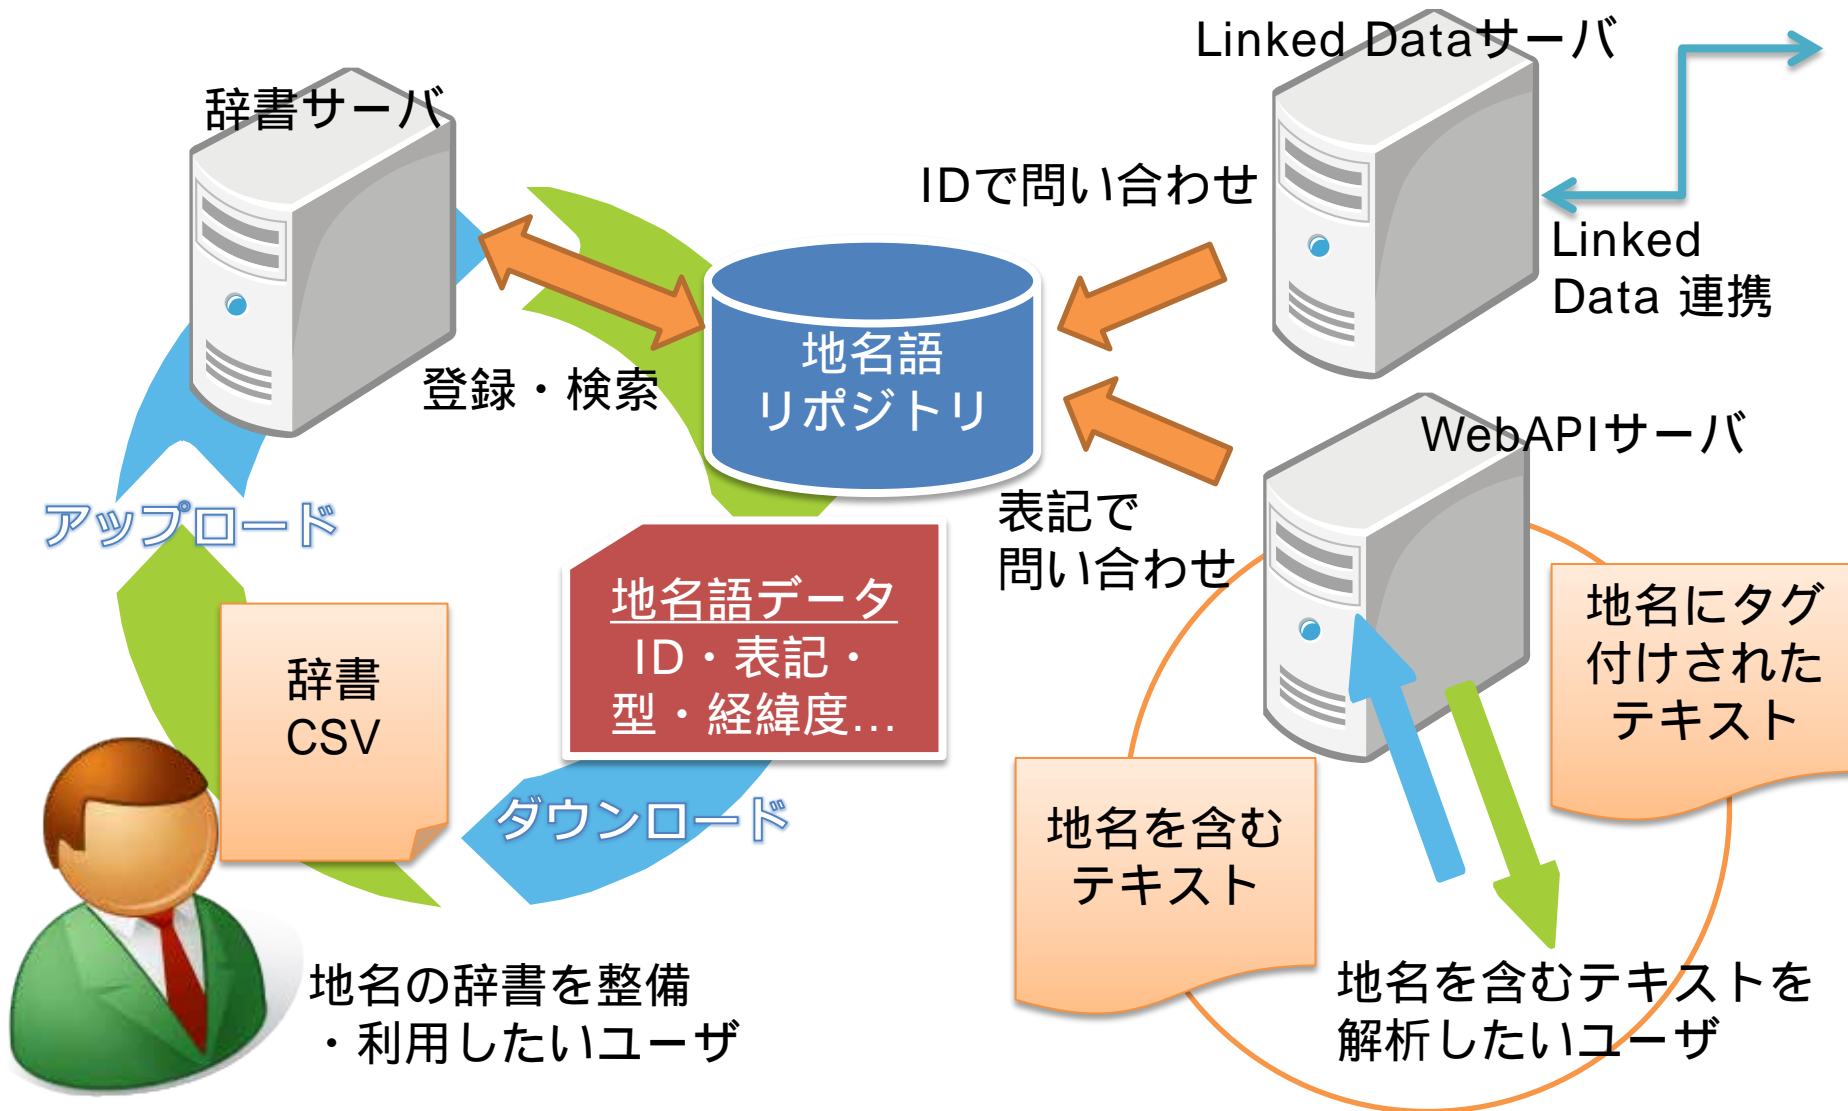 Linked Dataサーバ
辞書サーバ
IDで問い合わせ
Linked
Data 連携
登録・検索
地名語
リポジトリ
WebAPIサーバ
アップロード
表記で
問い合わせ
地名語データ
ID・表記・
型・経緯度…
地名にタグ
付けされた
テキスト
辞書
CSV
ダウンロード
地名を含む
テキスト
地名の辞書を整備
・利用したいユーザ
地名を含むテキストを
解析したいユーザ